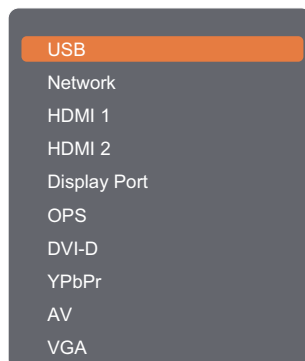 USB
Network
HDMI 1
HDMI 2
Display Port
OPS
DVI-D
YPbPr
AV
VGA